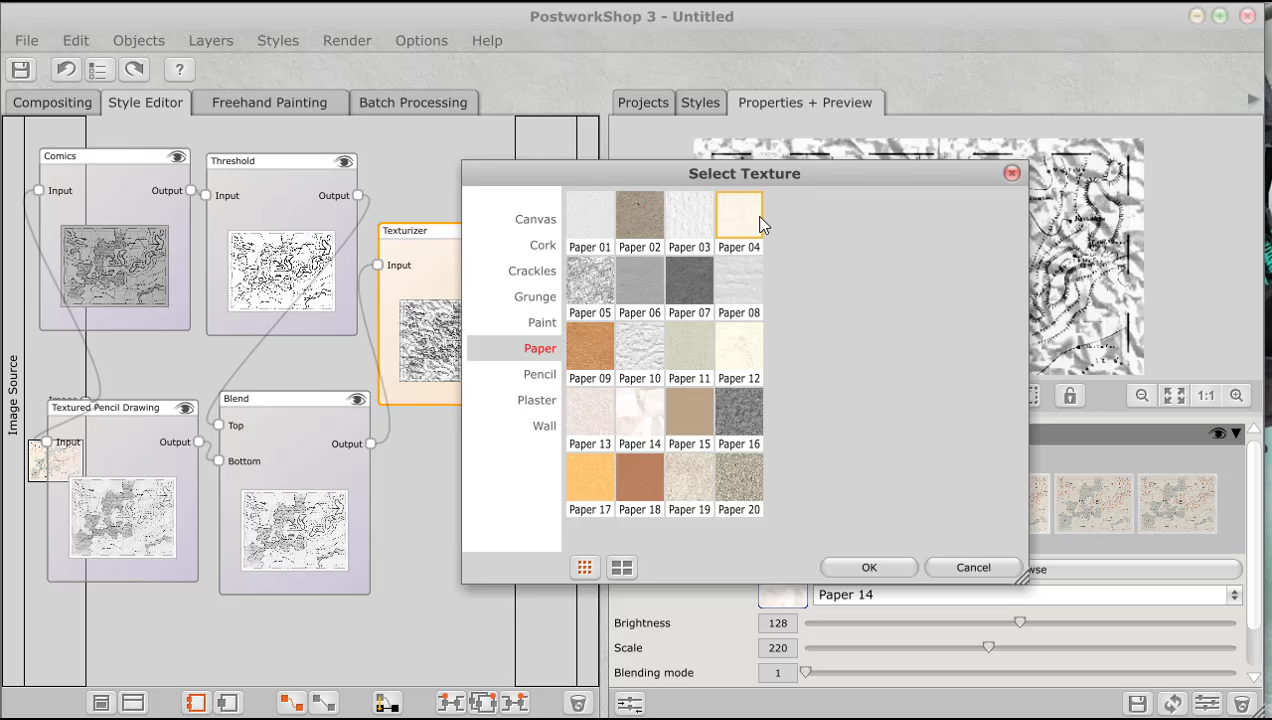 PostworkShop 3 - Untitled
File Edit Objects Layers Styles Render Options Help
?
Compositing Style Editor Freehand Painting Batch Processing
Projects Styles Properties + Preview
Comics
Input Output
Threshold
Input Output
Texturizer
Input
Image Source
Textured Pencil Drawing
Input Output
Blend
Top
Output
Bottom
Select Texture
Canvas
Cork
Crackles
Grunge
Paint
Paper
Pencil
Plaster
Wall
Paper 01 Paper 02 Paper 03 Paper 04
Paper 05 Paper 06 Paper 07 Paper 08
Paper 09 Paper 10 Paper 11 Paper 12
Paper 13 Paper 14 Paper 15 Paper 16
Paper 17 Paper 18 Paper 19 Paper 20
OK Cancel
1:1
wse
Paper 14
Brightness 128
Scale 220
Blending mode 1